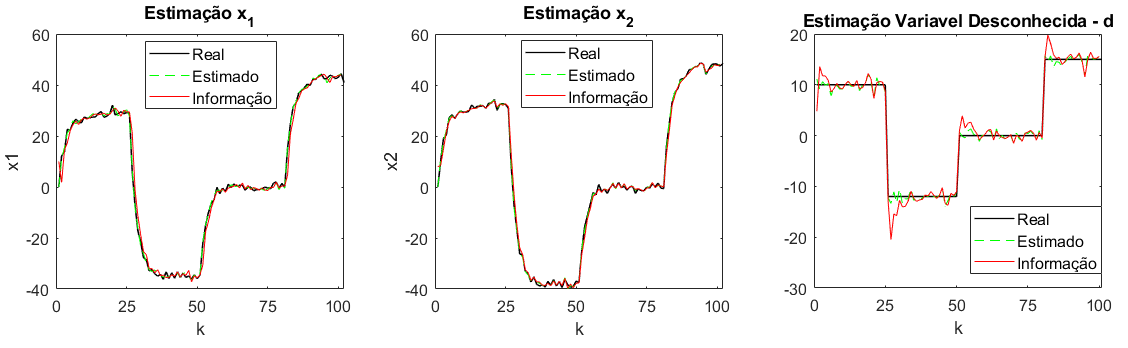 Estimação x1
60
40
20
0
-20
-40
0
25
50
75
100
x1
k
Real
Estimado
Informação
Estimação x2
60
40
20
0
-20
-40
0
25
50
75
100
x2
k
Real
Estimado
Informação
Estimação Variavel Desconhecida - d
20
10
0
-10
-20
-30
0
25
50
75
100
k
Real
Estimado
Informação